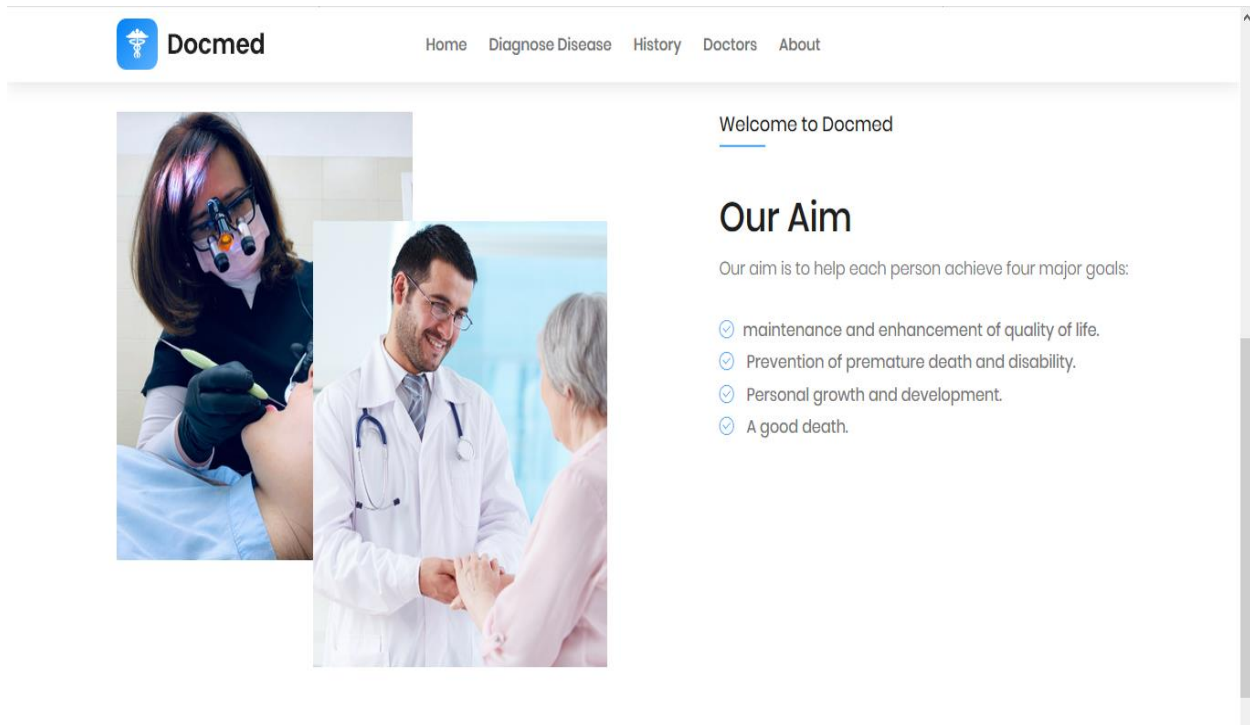 Docmed
Home Diagnose Disease History Doctors About
Welcome to Docmed
Our Aim
Our aim is to help each person achieve four major goals:
maintenance and enhancement of quality of life.
Prevention of premature death and disability.
Personal growth and development.
A good death.